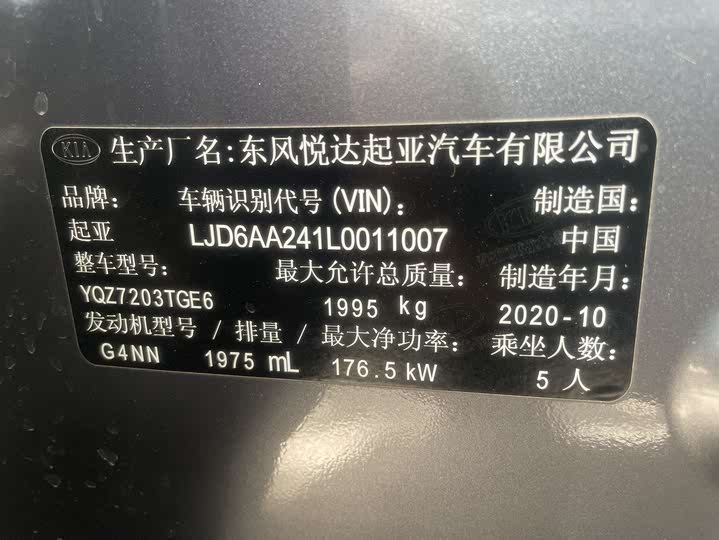 KIA 生产厂名:东风悦达起亚汽车有限公司
品牌: 车辆识别代号(VIN): 制造国:
起亚 LJD6AA241L0011007 中国
整车型号: 最大允许总质量: 制造年月:
YQZ7203TGE6 1995 kg 2020-10
发动机型号/排量/最大净功率: 乘坐人数:
G4NN 1975 mL 176.5 kW 5 人